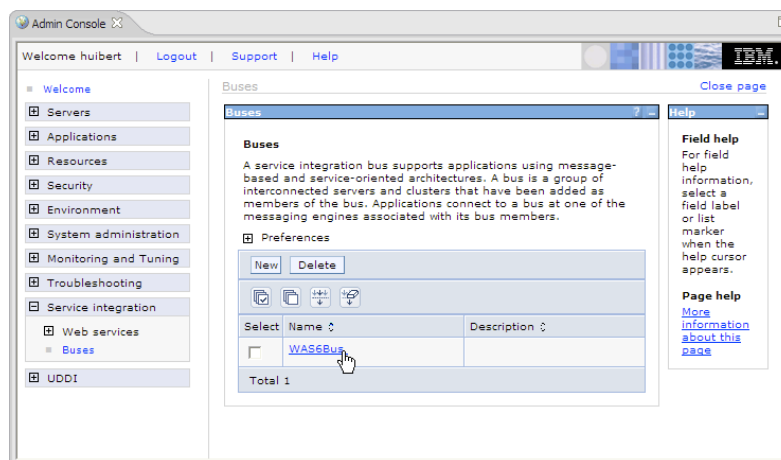 Admin Console
Welcome huibert | Logout | Support | Help
IBM.
Welcome
Servers
Applications
Resources
Security
Environment
System administration
Monitoring and Tuning
Troubleshooting
Service integration
Web services
Buses
UDDI
Buses
Close page
Buses
? -
Buses
A service integration bus supports applications using message-
based and service-oriented architectures. A bus is a group of
interconnected servers and clusters that have been added as
members of the bus. Applications connect to a bus at one of the
messaging engines associated with its bus members.
Preferences
New Delete
Select Name Description
WAS6Bus
Total 1
Help -
Field help
For field
help
information,
select a
field label
or list
marker
when the
help cursor
appears.
Page help
More
information
about this
page